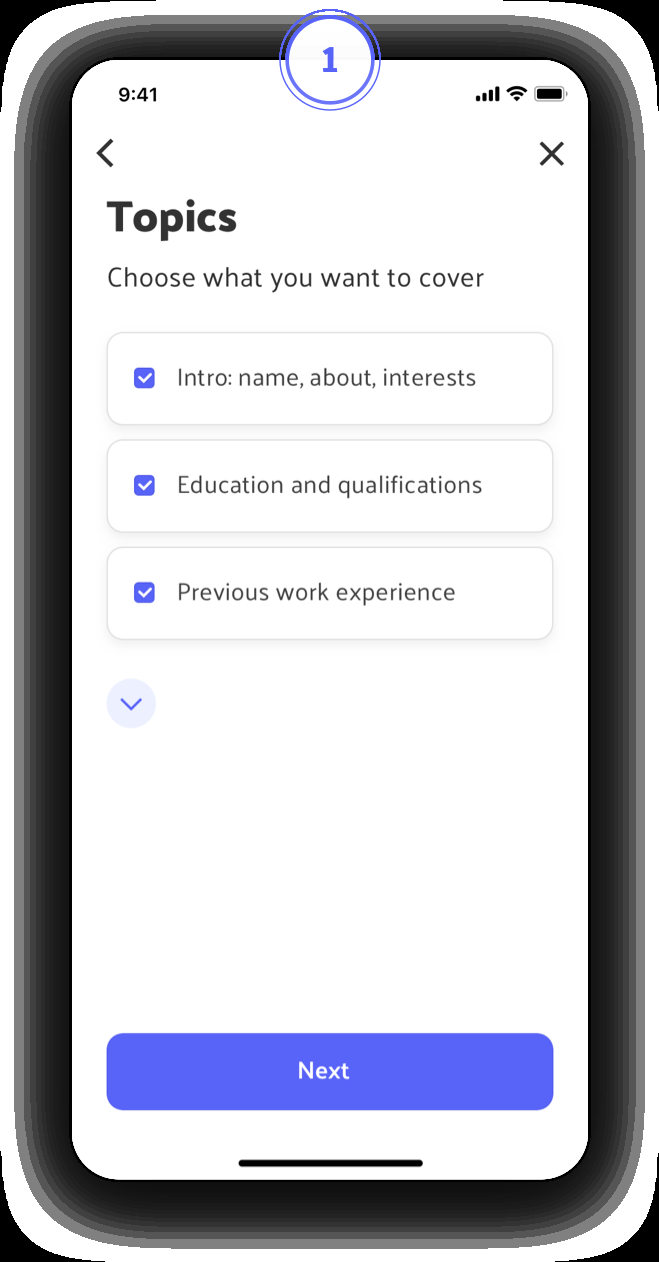 1
9:41
Topics
Choose what you want to cover
Intro: name, about, interests
Education and qualifications
Previous work experience
Next